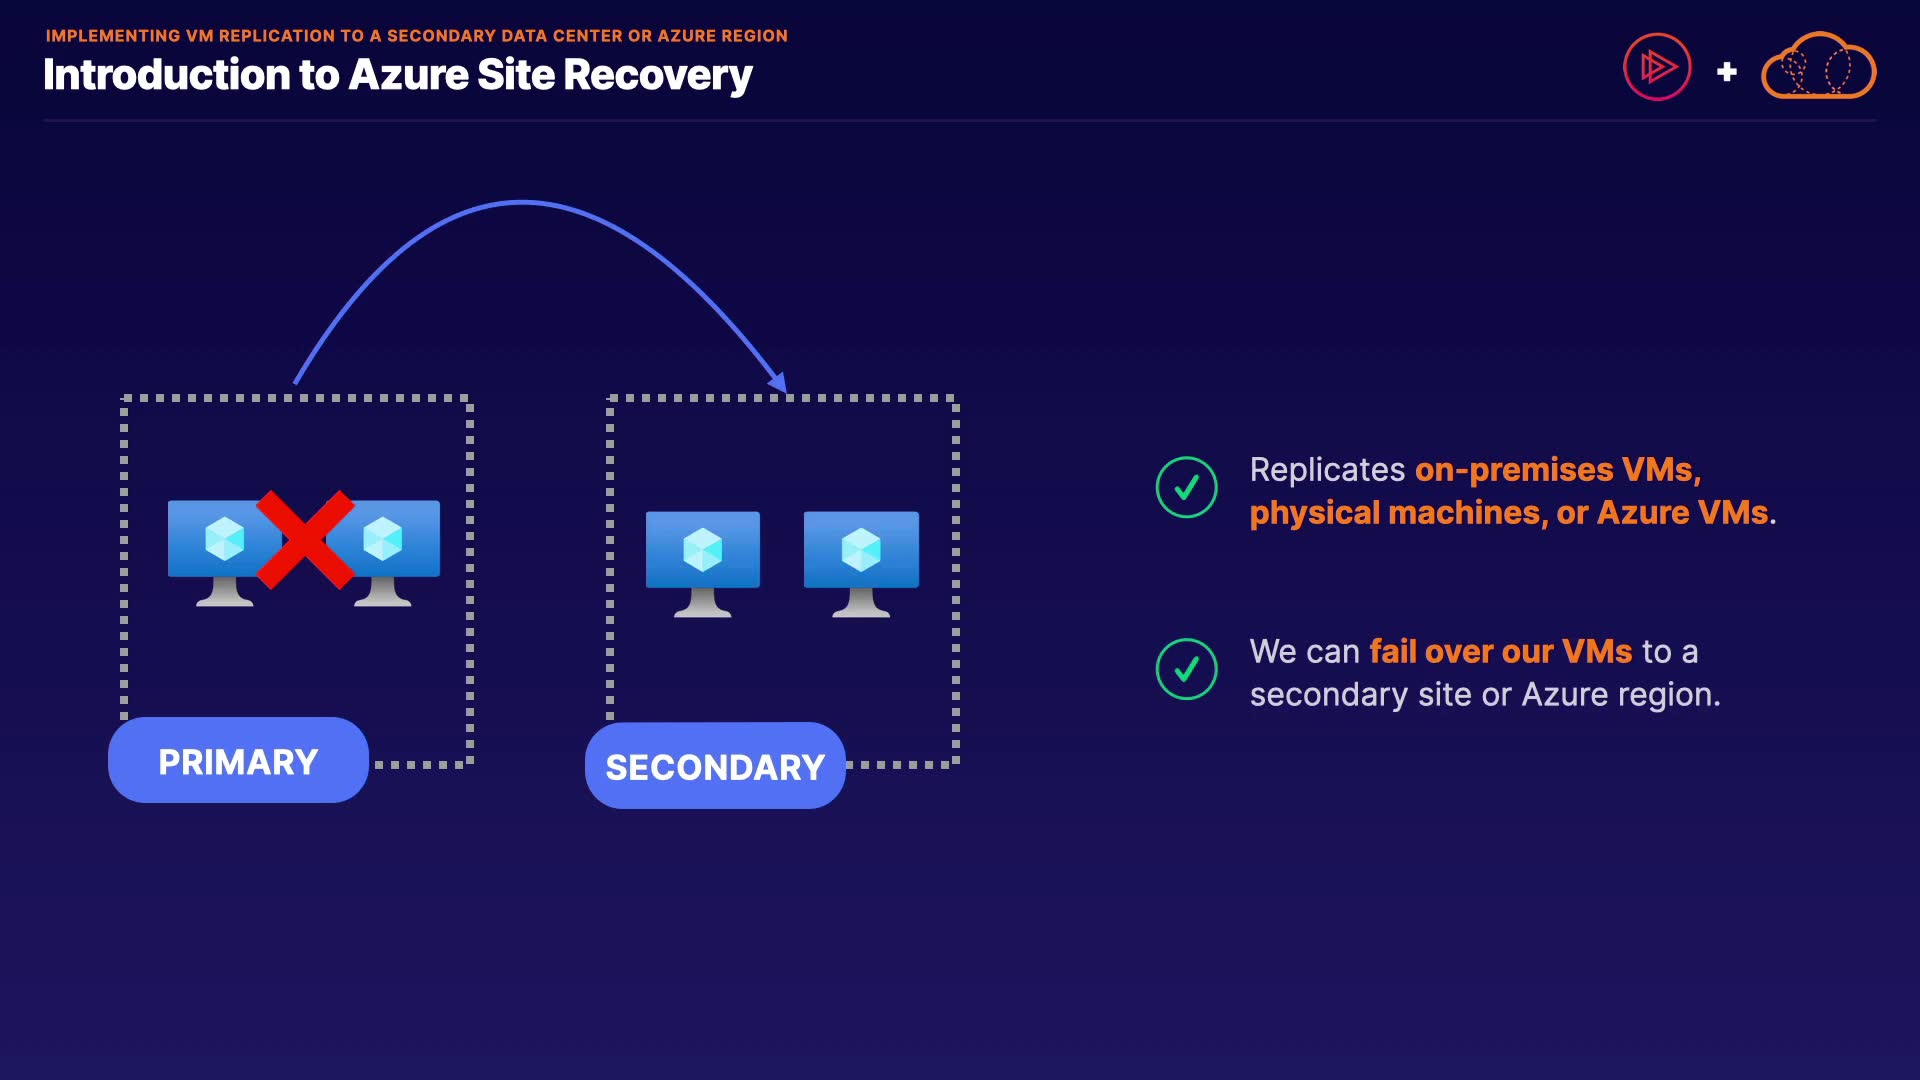 IMPLEMENTING VM REPLICATION TO A SECONDARY DATA CENTER OR AZURE REGION
Introduction to Azure Site Recovery
Replicates on-premises VMs,
physical machines, or Azure VMs.
We can fail over our VMs to a
secondary site or Azure region.
PRIMARY
SECONDARY